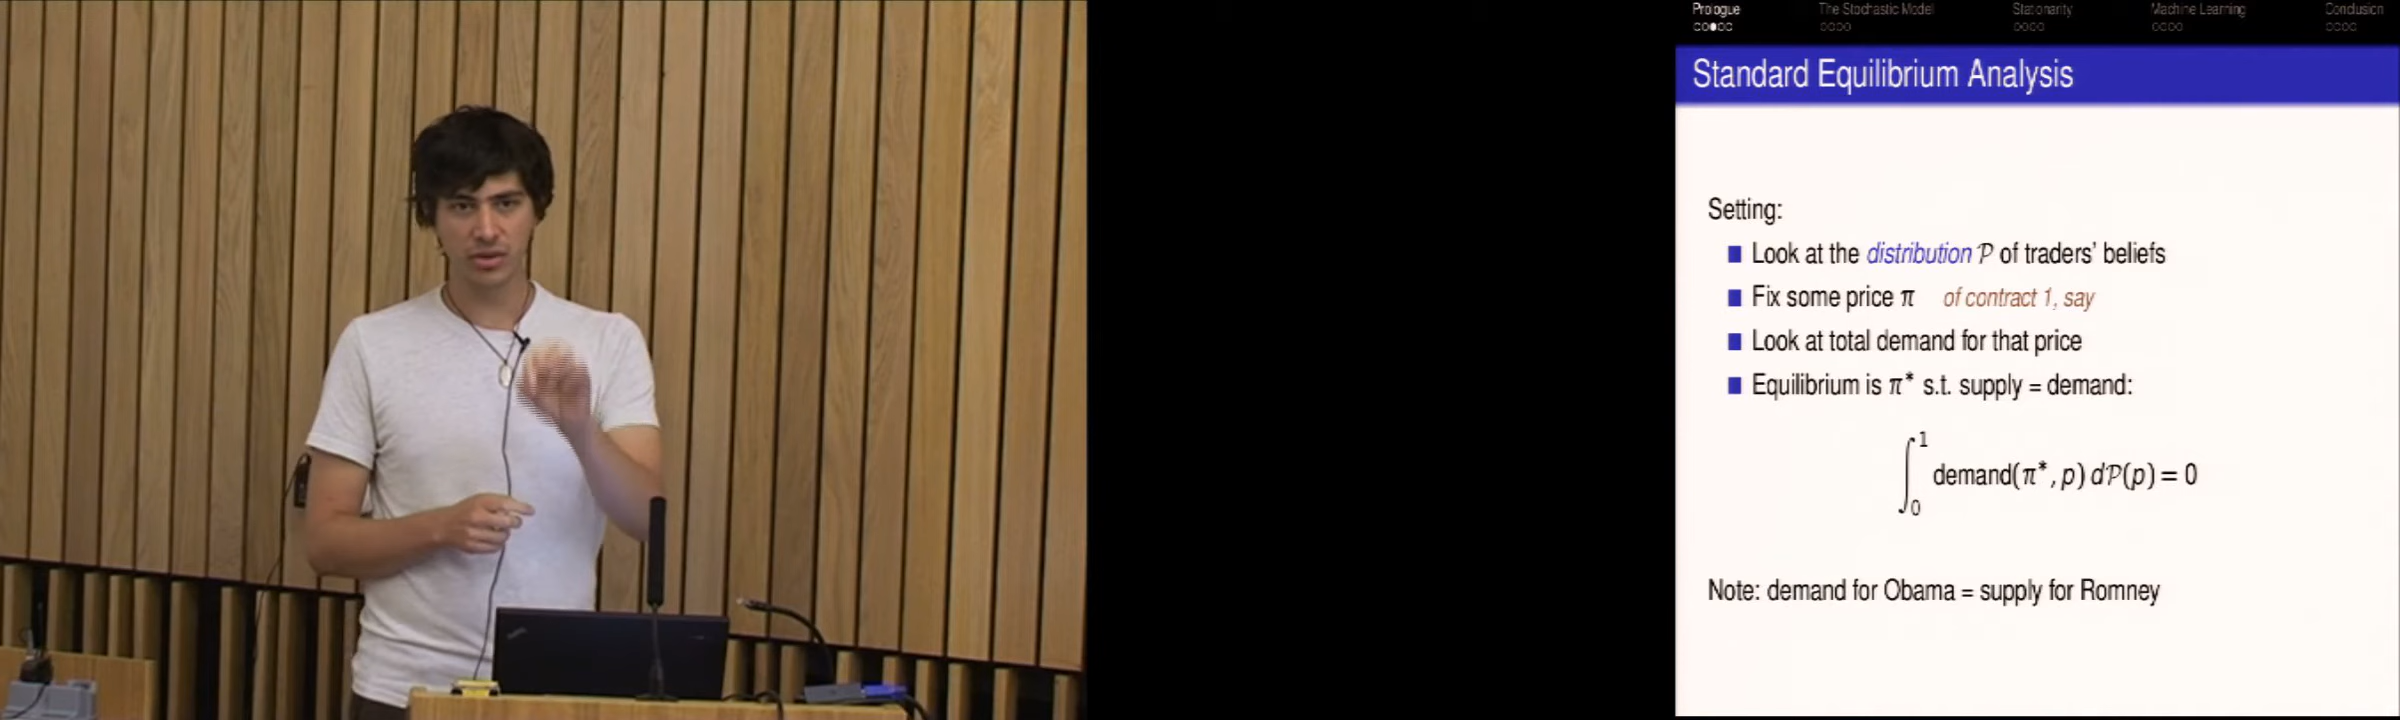 Prologue The Stochastic Model Stationarity Machine Learning Conclusion
Standard Equilibrium Analysis
Setting:
Look at the distribution P of traders' beliefs
Fix some price π of contract 1, say
Look at total demand for that price
Equilibrium is π* s.t. supply = demand:
∫₀¹ demand(π*, p) dP(p) = 0
Note: demand for Obama = supply for Romney